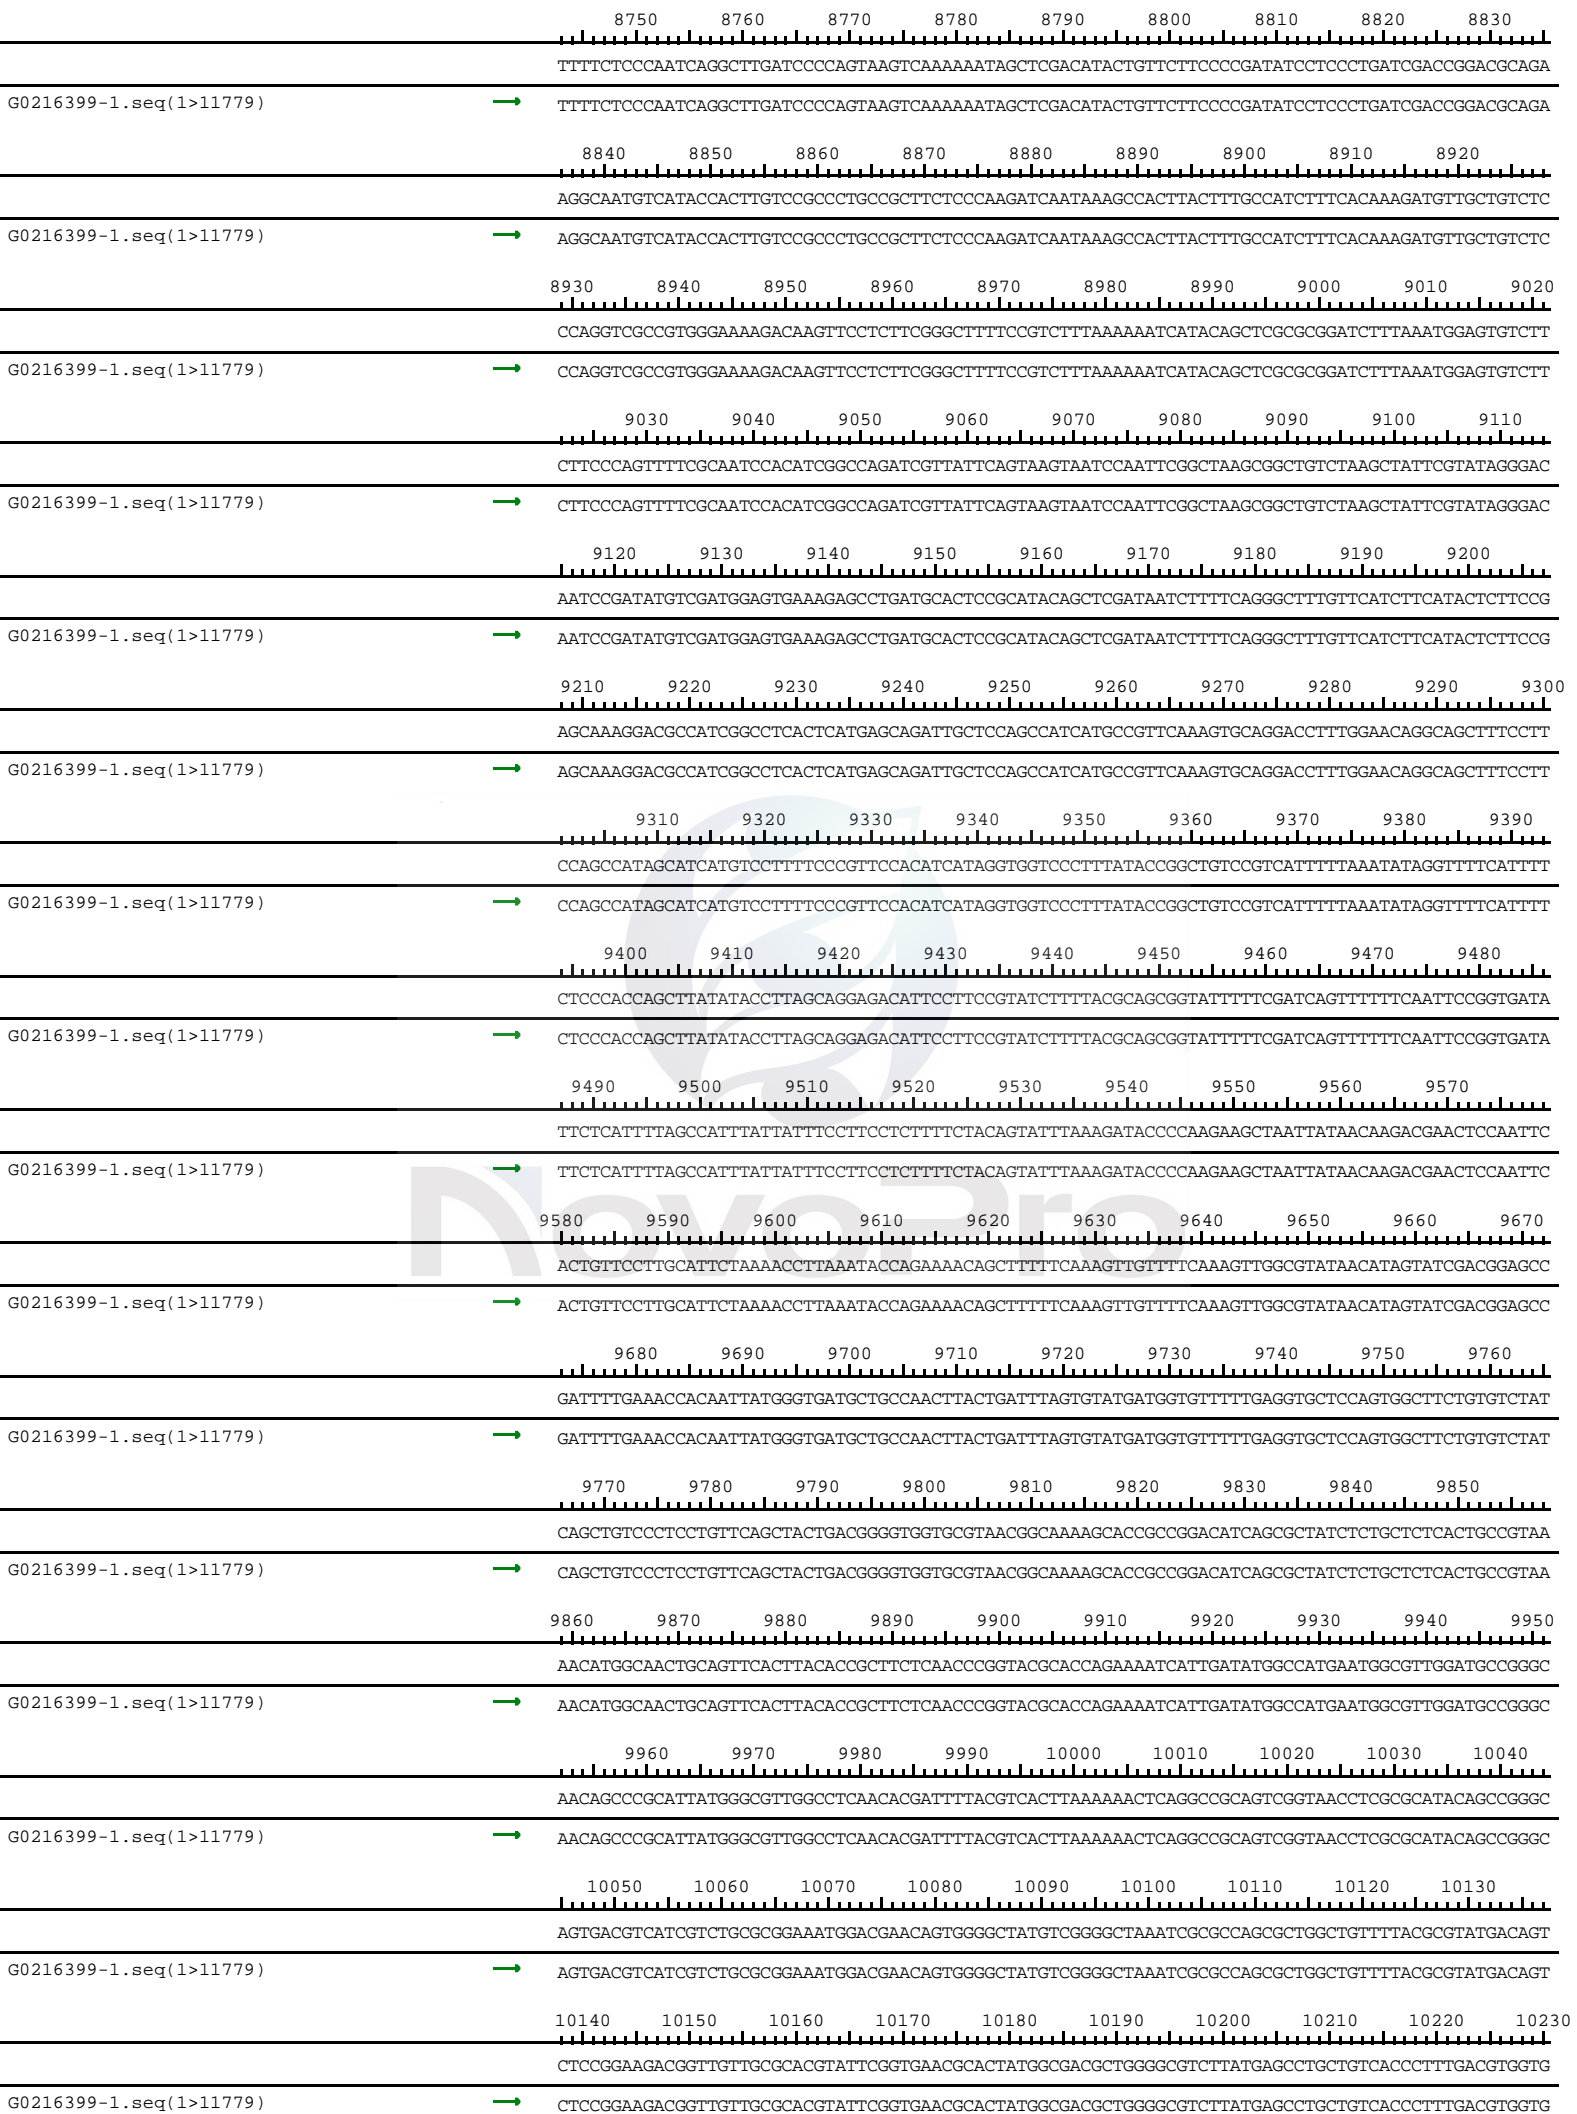 8750 8760 8770 8780 8790 8800 8810 8820 8830
TTTTCTCCCAATCAGGCTTGATCCCCAGTAAGTCAAAAAATAGCTCGACATACTGTTCTTCCCCGATATCCTCCCTGATCGACCGGACGCAGA
G0216399-1.seq(1>11779) TTTTCTCCCAATCAGGCTTGATCCCCAGTAAGTCAAAAAATAGCTCGACATACTGTTCTTCCCCGATATCCTCCCTGATCGACCGGACGCAGA
8840 8850 8860 8870 8880 8890 8900 8910 8920
AGGCAATGTCATACCACTTGTCCGCCCTGCCGCTTCTCCCAAGATCAATAAAGCCACTTACTTTGCCATCTTTCACAAAGATGTTGCTGTCTC
G0216399-1.seq(1>11779) AGGCAATGTCATACCACTTGTCCGCCCTGCCGCTTCTCCCAAGATCAATAAAGCCACTTACTTTGCCATCTTTCACAAAGATGTTGCTGTCTC
8930 8940 8950 8960 8970 8980 8990 9000 9010 9020
CCAGGTCGCCGTGGGAAAAGACAAGTTCCTCTTCGGGCTTTTCCGTCTTTAAAAAATCATACAGCTCGCGCGGATCTTTAAATGGAGTGTCTT
G0216399-1.seq(1>11779) CCAGGTCGCCGTGGGAAAAGACAAGTTCCTCTTCGGGCTTTTCCGTCTTTAAAAAATCATACAGCTCGCGCGGATCTTTAAATGGAGTGTCTT
9030 9040 9050 9060 9070 9080 9090 9100 9110
CTTCCCAGTTTTCGCAATCCACATCGGCCAGATCGTTATTCAGTAAGTAATCCAATTCGGCTAAGCGGCTGTCTAAGCTATTCGTATAGGGAC
G0216399-1.seq(1>11779) CTTCCCAGTTTTCGCAATCCACATCGGCCAGATCGTTATTCAGTAAGTAATCCAATTCGGCTAAGCGGCTGTCTAAGCTATTCGTATAGGGAC
9120 9130 9140 9150 9160 9170 9180 9190 9200
AATCCGATATGTCGATGGAGTGAAAGAGCCTGATGCACTCCGCATACAGCTCGATAATCTTTTCAGGGCTTTGTTCATCTTCATACTCTTCCG
G0216399-1.seq(1>11779) AATCCGATATGTCGATGGAGTGAAAGAGCCTGATGCACTCCGCATACAGCTCGATAATCTTTTCAGGGCTTTGTTCATCTTCATACTCTTCCG
9210 9220 9230 9240 9250 9260 9270 9280 9290 9300
AGCAAAGGACGCCATCGGCCTCACTCATGAGCAGATTGCTCCAGCCATCATGCCGTTCAAAGTGCAGGACCTTTGGAACAGGCAGCTTTCCTT
G0216399-1.seq(1>11779) AGCAAAGGACGCCATCGGCCTCACTCATGAGCAGATTGCTCCAGCCATCATGCCGTTCAAAGTGCAGGACCTTTGGAACAGGCAGCTTTCCTT
9310 9320 9330 9340 9350 9360 9370 9380 9390
CCAGCCATAGCATCATGTCCTTTTCCCGTTCCACATCATAGGTGGTCCCTTTATACCGGCTGTCCGTCATTTTTAAATATAGGTTTTCATTTT
G0216399-1.seq(1>11779) CCAGCCATAGCATCATGTCCTTTTCCCGTTCCACATCATAGGTGGTCCCTTTATACCGGCTGTCCGTCATTTTTAAATATAGGTTTTCATTTT
9400 9410 9420 9430 9440 9450 9460 9470 9480
CTCCCACCAGCTTATATACCTTAGCAGGAGACATTCCTTCCGTATCTTTTACGCAGCGGTATTTTTCGATCAGTTTTTTCAATTCCGGTGATA
G0216399-1.seq(1>11779) CTCCCACCAGCTTATATACCTTAGCAGGAGACATTCCTTCCGTATCTTTTACGCAGCGGTATTTTTCGATCAGTTTTTTCAATTCCGGTGATA
9490 9500 9510 9520 9530 9540 9550 9560 9570
TTCTCATTTTAGCCATTTATTATTTCCTTCCTCTTTTCTACAGTATTTAAAGATACCCCAAGAAGCTAATTATAACAAGACGAACTCCAATTC
G0216399-1.seq(1>11779) TTCTCATTTTAGCCATTTATTATTTCCTTCCTCTTTTCTACAGTATTTAAAGATACCCCAAGAAGCTAATTATAACAAGACGAACTCCAATTC
NovoPro
9580 9590 9600 9610 9620 9630 9640 9650 9660 9670
ACTGTTCCTTGCATTCTAAAACCTTAAATACCAGAAAACAGCTTTTTCAAAGTTGTTTTCAAAGTTGGCGTATAACATAGTATCGACGGAGCC
G0216399-1.seq(1>11779) ACTGTTCCTTGCATTCTAAAACCTTAAATACCAGAAAACAGCTTTTTCAAAGTTGTTTTCAAAGTTGGCGTATAACATAGTATCGACGGAGCC
9680 9690 9700 9710 9720 9730 9740 9750 9760
GATTTTGAAACCACAATTATGGGTGATGCTGCCAACTTACTGATTTAGTGTATGATGGTGTTTTTGAGGTGCTCCAGTGGCTTCTGTGTCTAT
G0216399-1.seq(1>11779) GATTTTGAAACCACAATTATGGGTGATGCTGCCAACTTACTGATTTAGTGTATGATGGTGTTTTTGAGGTGCTCCAGTGGCTTCTGTGTCTAT
9770 9780 9790 9800 9810 9820 9830 9840 9850
CAGCTGTCCCTCCTGTTCAGCTACTGACGGGGTGGTGCGTAACGGCAAAAGCACCGCCGGACATCAGCGCTATCTCTGCTCTCACTGCCGTAA
G0216399-1.seq(1>11779) CAGCTGTCCCTCCTGTTCAGCTACTGACGGGGTGGTGCGTAACGGCAAAAGCACCGCCGGACATCAGCGCTATCTCTGCTCTCACTGCCGTAA
9860 9870 9880 9890 9900 9910 9920 9930 9940 9950
AACATGGCAACTGCAGTTCACTTACACCGCTTCTCAACCCGGTACGCACCAGAAAATCATTGATATGGCCATGAATGGCGTTGGATGCCGGGC
G0216399-1.seq(1>11779) AACATGGCAACTGCAGTTCACTTACACCGCTTCTCAACCCGGTACGCACCAGAAAATCATTGATATGGCCATGAATGGCGTTGGATGCCGGGC
9960 9970 9980 9990 10000 10010 10020 10030 10040
AACAGCCCGCATTATGGGCGTTGGCCTCAACACGATTTTACGTCACTTAAAAAACTCAGGCCGCAGTCGGTAACCTCGCGCATACAGCCGGGC
G0216399-1.seq(1>11779) AACAGCCCGCATTATGGGCGTTGGCCTCAACACGATTTTACGTCACTTAAAAAACTCAGGCCGCAGTCGGTAACCTCGCGCATACAGCCGGGC
10050 10060 10070 10080 10090 10100 10110 10120 10130
AGTGACGTCATCGTCTGCGCGGAAATGGACGAACAGTGGGGCTATGTCGGGGCTAAATCGCGCCAGCGCTGGCTGTTTTACGCGTATGACAGT
G0216399-1.seq(1>11779) AGTGACGTCATCGTCTGCGCGGAAATGGACGAACAGTGGGGCTATGTCGGGGCTAAATCGCGCCAGCGCTGGCTGTTTTACGCGTATGACAGT
10140 10150 10160 10170 10180 10190 10200 10210 10220 10230
CTCCGGAAGACGGTTGTTGCGCACGTATTCGGTGAACGCACTATGGCGACGCTGGGGCGTCTTATGAGCCTGCTGTCACCCTTTGACGTGGTG
G0216399-1.seq(1>11779) CTCCGGAAGACGGTTGTTGCGCACGTATTCGGTGAACGCACTATGGCGACGCTGGGGCGTCTTATGAGCCTGCTGTCACCCTTTGACGTGGTG